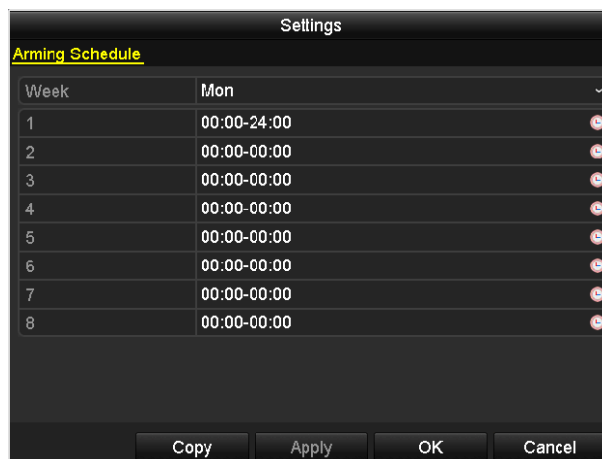 Settings
Arming Schedule
Week Mon
1 00:00-24:00
2 00:00-00:00
3 00:00-00:00
4 00:00-00:00
5 00:00-00:00
6 00:00-00:00
7 00:00-00:00
8 00:00-00:00
Copy Apply OK Cancel